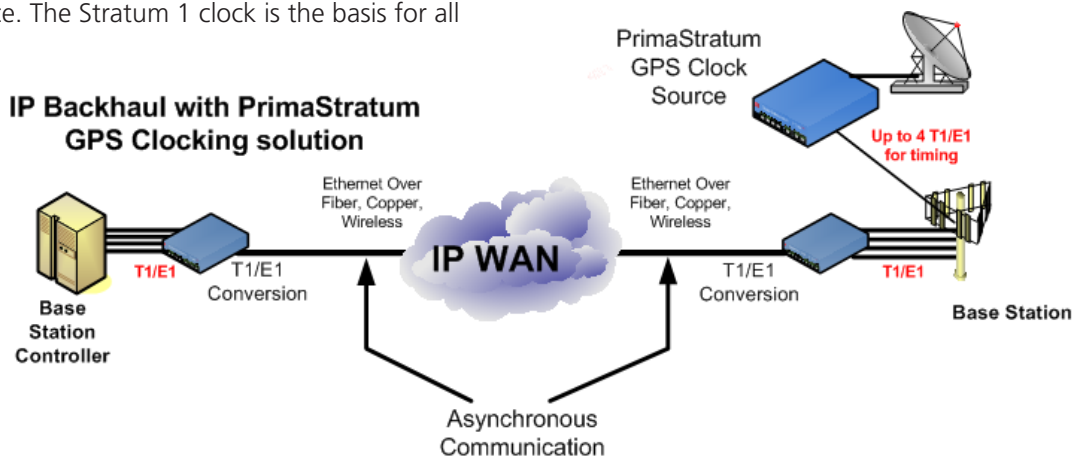 te. The Stratum 1 clock is the basis for all
PrimaStratum
GPS Clock
Source
IP Backhaul with PrimaStratum
GPS Clocking solution
Up to 4 T1/E1
for timing
Ethernet Over
Fiber, Copper,
Wireless
Ethernet Over
Fiber, Copper,
Wireless
IP WAN
T1/E1
T1/E1
Conversion
T1/E1
Conversion
T1/E1
Base
Station
Controller
Base Station
Asynchronous
Communication